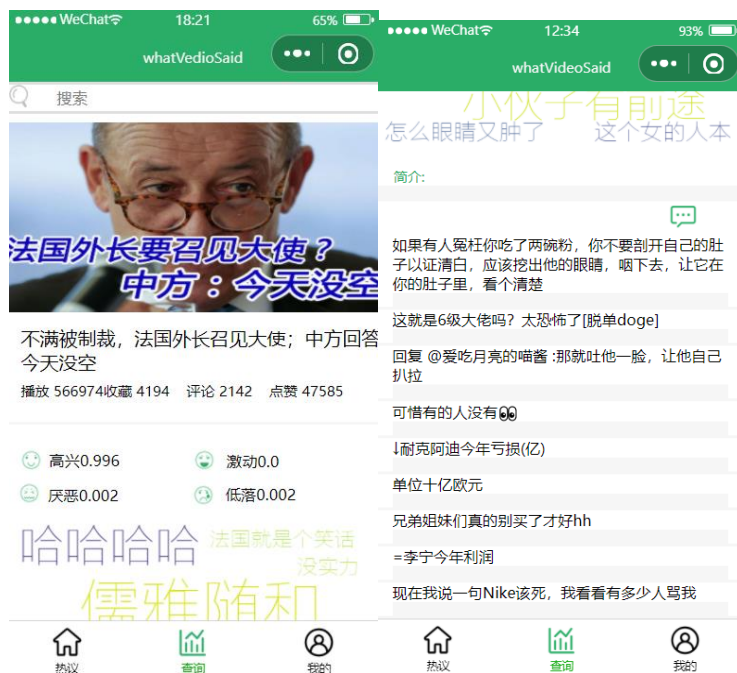 WeChat 18:21 65%
whatVedioSaid
搜索
法国外长要召见大使？
中方：今天没空
不满被制裁，法国外长召见大使；中方回答
今天没空
播放 566974收藏 4194 评论 2142 点赞 47585
高兴0.996 激动0.0
厌恶0.002 低落0.002
哈哈哈哈 法国就是个笑话
没实力
儒雅随和
热议 查询 我的
WeChat 12:34 93%
whatVideoSaid
小伙子有前途
怎么眼睛又肿了 这个女的人本
简介:
如果有人冤枉你吃了两碗粉，你不要剖开自己的肚
子以证清白，应该挖出他的眼睛，咽下去，让它在
你的肚子里，看个清楚
这就是6级大佬吗？太恐怖了[脱单doge]
回复 @爱吃月亮的喵酱 :那就吐他一脸，让他自己
扒拉
可惜有的人没有👀
↓耐克阿迪今年亏损(亿)
单位十亿欧元
兄弟姐妹们真的别买了才好hh
=李宁今年利润
现在我说一句Nike该死，我看看有多少人骂我
热议 查询 我的